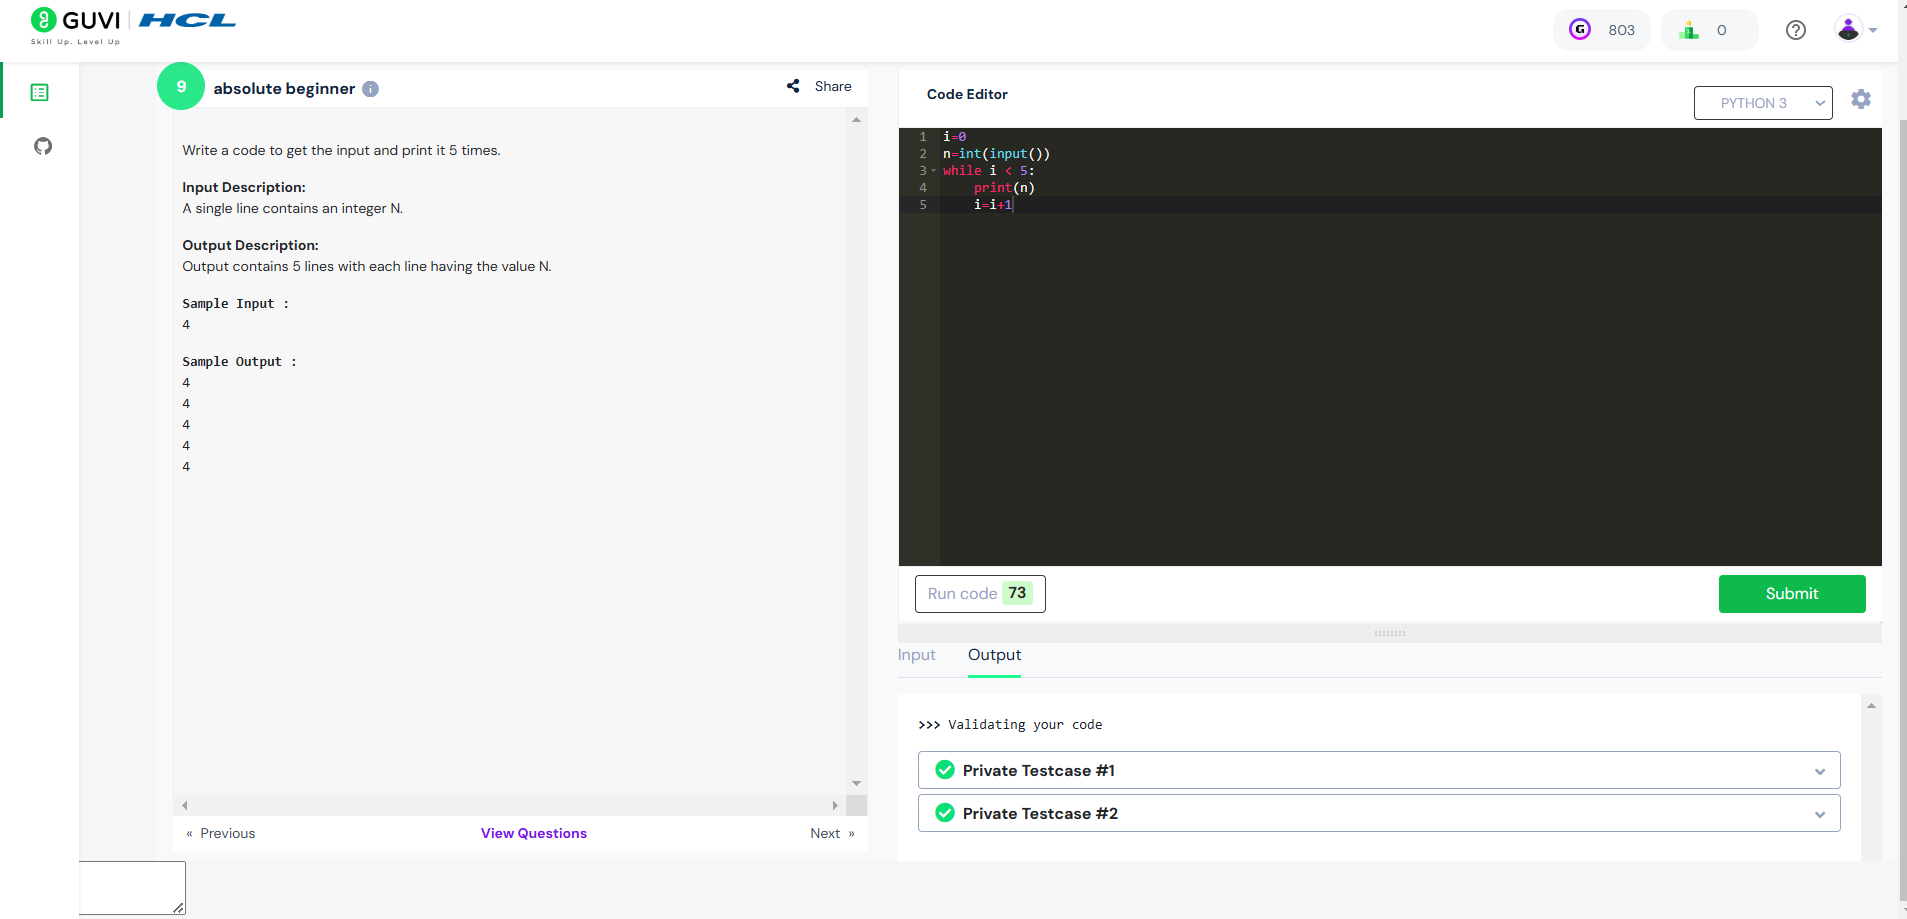 GUVI | HCL
Skill Up. Level Up
803
0
9
absolute beginner
Share
Write a code to get the input and print it 5 times.
Input Description:
A single line contains an integer N.
Output Description:
Output contains 5 lines with each line having the value N.
Sample Input :
4
Sample Output :
4
4
4
4
4
« Previous
View Questions
Next »
Code Editor
PYTHON 3
1 i=0
2 n=int(input())
3 while i < 5:
4     print(n)
5     i=i+1
Run code 73
Submit
Input
Output
>>> Validating your code
Private Testcase #1
Private Testcase #2